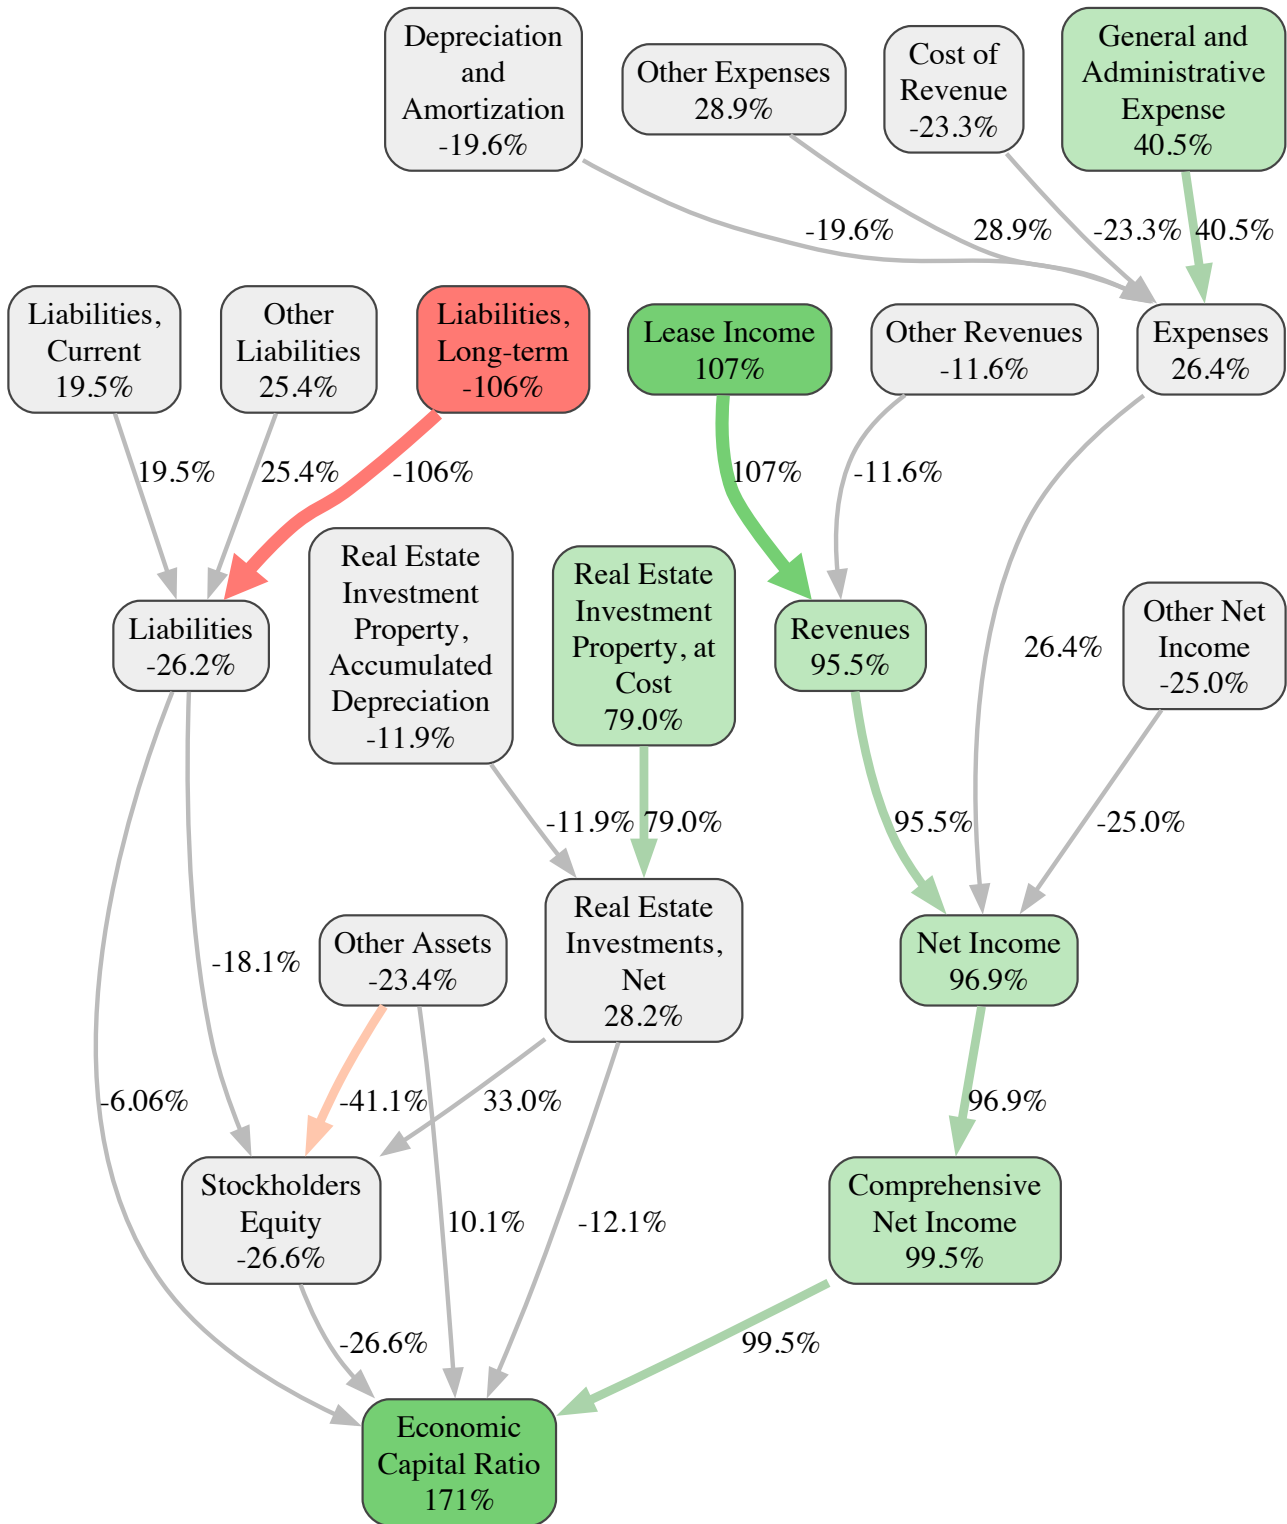 Depreciation
and
Amortization
-19.6%
Other Expenses
28.9%
Cost of
Revenue
-23.3%
General and
Administrative
Expense
40.5%
-19.6%
28.9%
-23.3%
40.5%
Liabilities,
Current
19.5%
Other
Liabilities
25.4%
Liabilities,
Long-term
-106%
Lease Income
107%
Other Revenues
-11.6%
Expenses
26.4%
19.5%
25.4%
-106%
107%
-11.6%
Liabilities
-26.2%
Real Estate
Investment
Property,
Accumulated
Depreciation
-11.9%
Real Estate
Investment
Property, at
Cost
79.0%
Revenues
95.5%
26.4%
Other Net
Income
-25.0%
-11.9%
79.0%
95.5%
-25.0%
-18.1%
Other Assets
-23.4%
Real Estate
Investments,
Net
28.2%
Net Income
96.9%
-6.06%
-41.1%
33.0%
96.9%
Stockholders
Equity
-26.6%
10.1%
-12.1%
Comprehensive
Net Income
99.5%
-26.6%
99.5%
Economic
Capital Ratio
171%